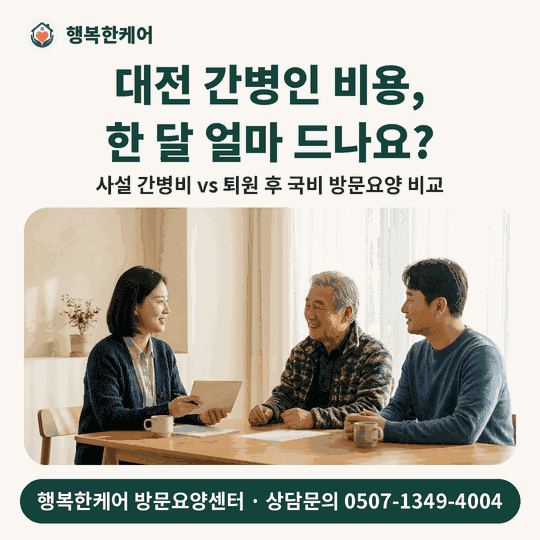 행복한케어
대전 간병인 비용,
한 달 얼마 드나요?
사설 간병비 vs 퇴원 후 국비 방문요양 비교
행복한케어 방문요양센터 · 상담문의 0507-1349-4004